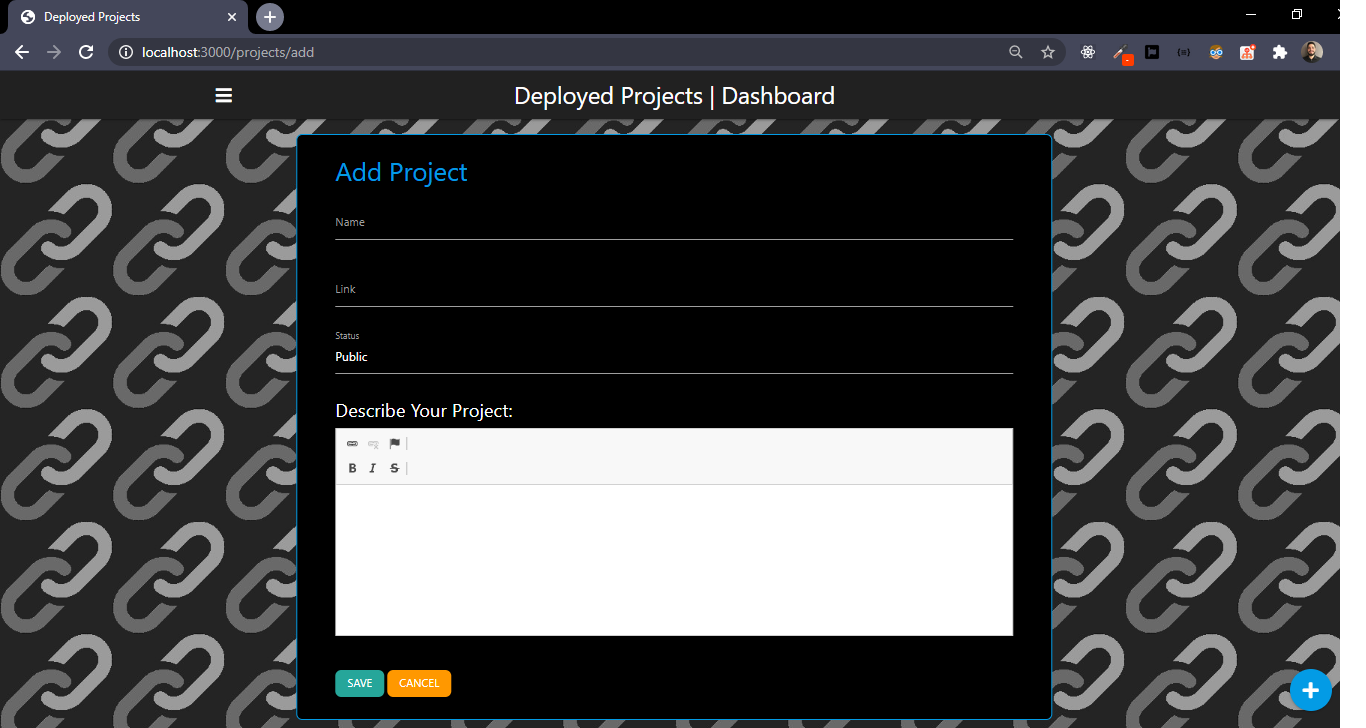 Deployed Projects
localhost:3000/projects/add
Deployed Projects | Dashboard
Add Project
Name
Link
Status
Public
Describe Your Project:
B I S
SAVE CANCEL